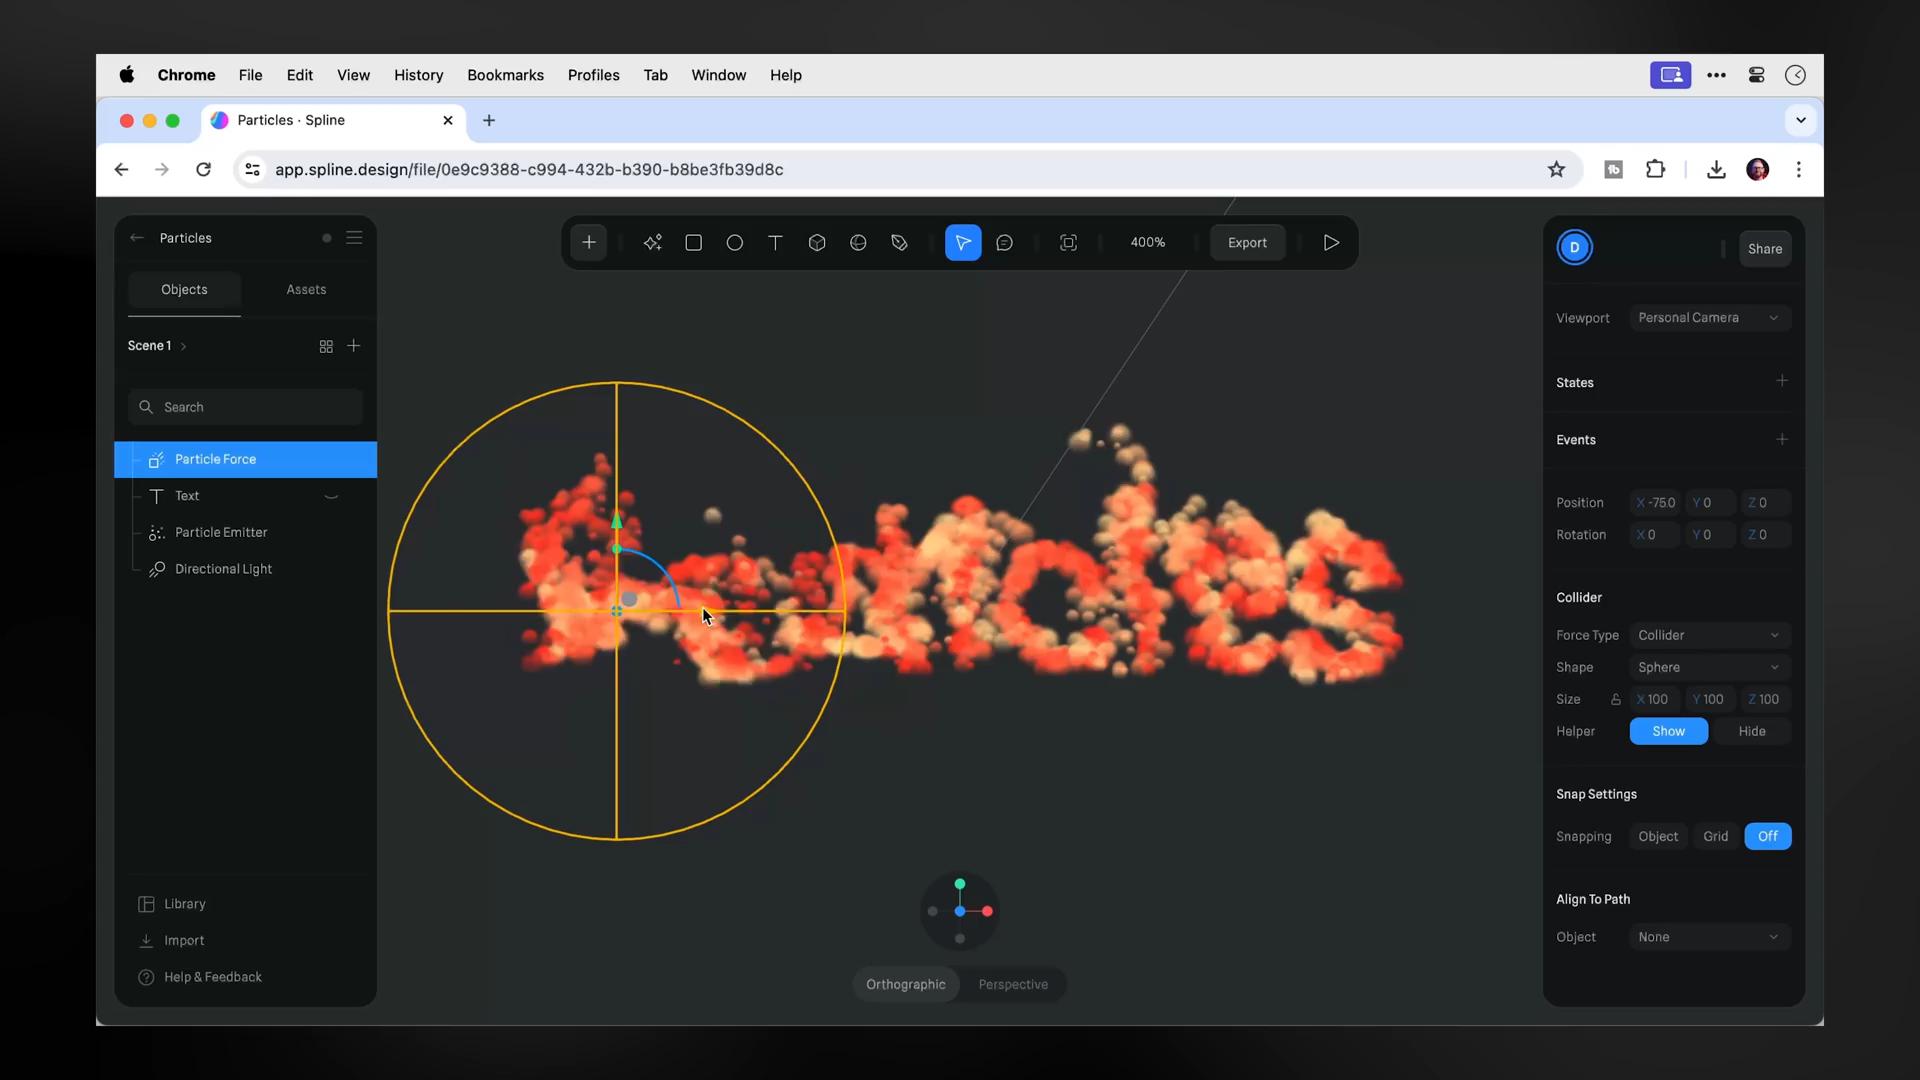 Chrome File Edit View History Bookmarks Profiles Tab Window Help
Particles · Spline
app.spline.design/file/0e9c9388-c994-432b-b390-b8be3fb39d8c
Particles
Objects Assets
Scene 1
Search
Particle Force
Text
Particle Emitter
Directional Light
Library
Import
Help & Feedback
400%
Export
Orthographic Perspective
D
Share
Viewport Personal Camera
States
Events
Position X -75.0 Y 0 Z 0
Rotation X 0 Y 0 Z 0
Collider
Force Type Collider
Shape Sphere
Size X 100 Y 100 Z 100
Helper Show Hide
Snap Settings
Snapping Object Grid Off
Align To Path
Object None